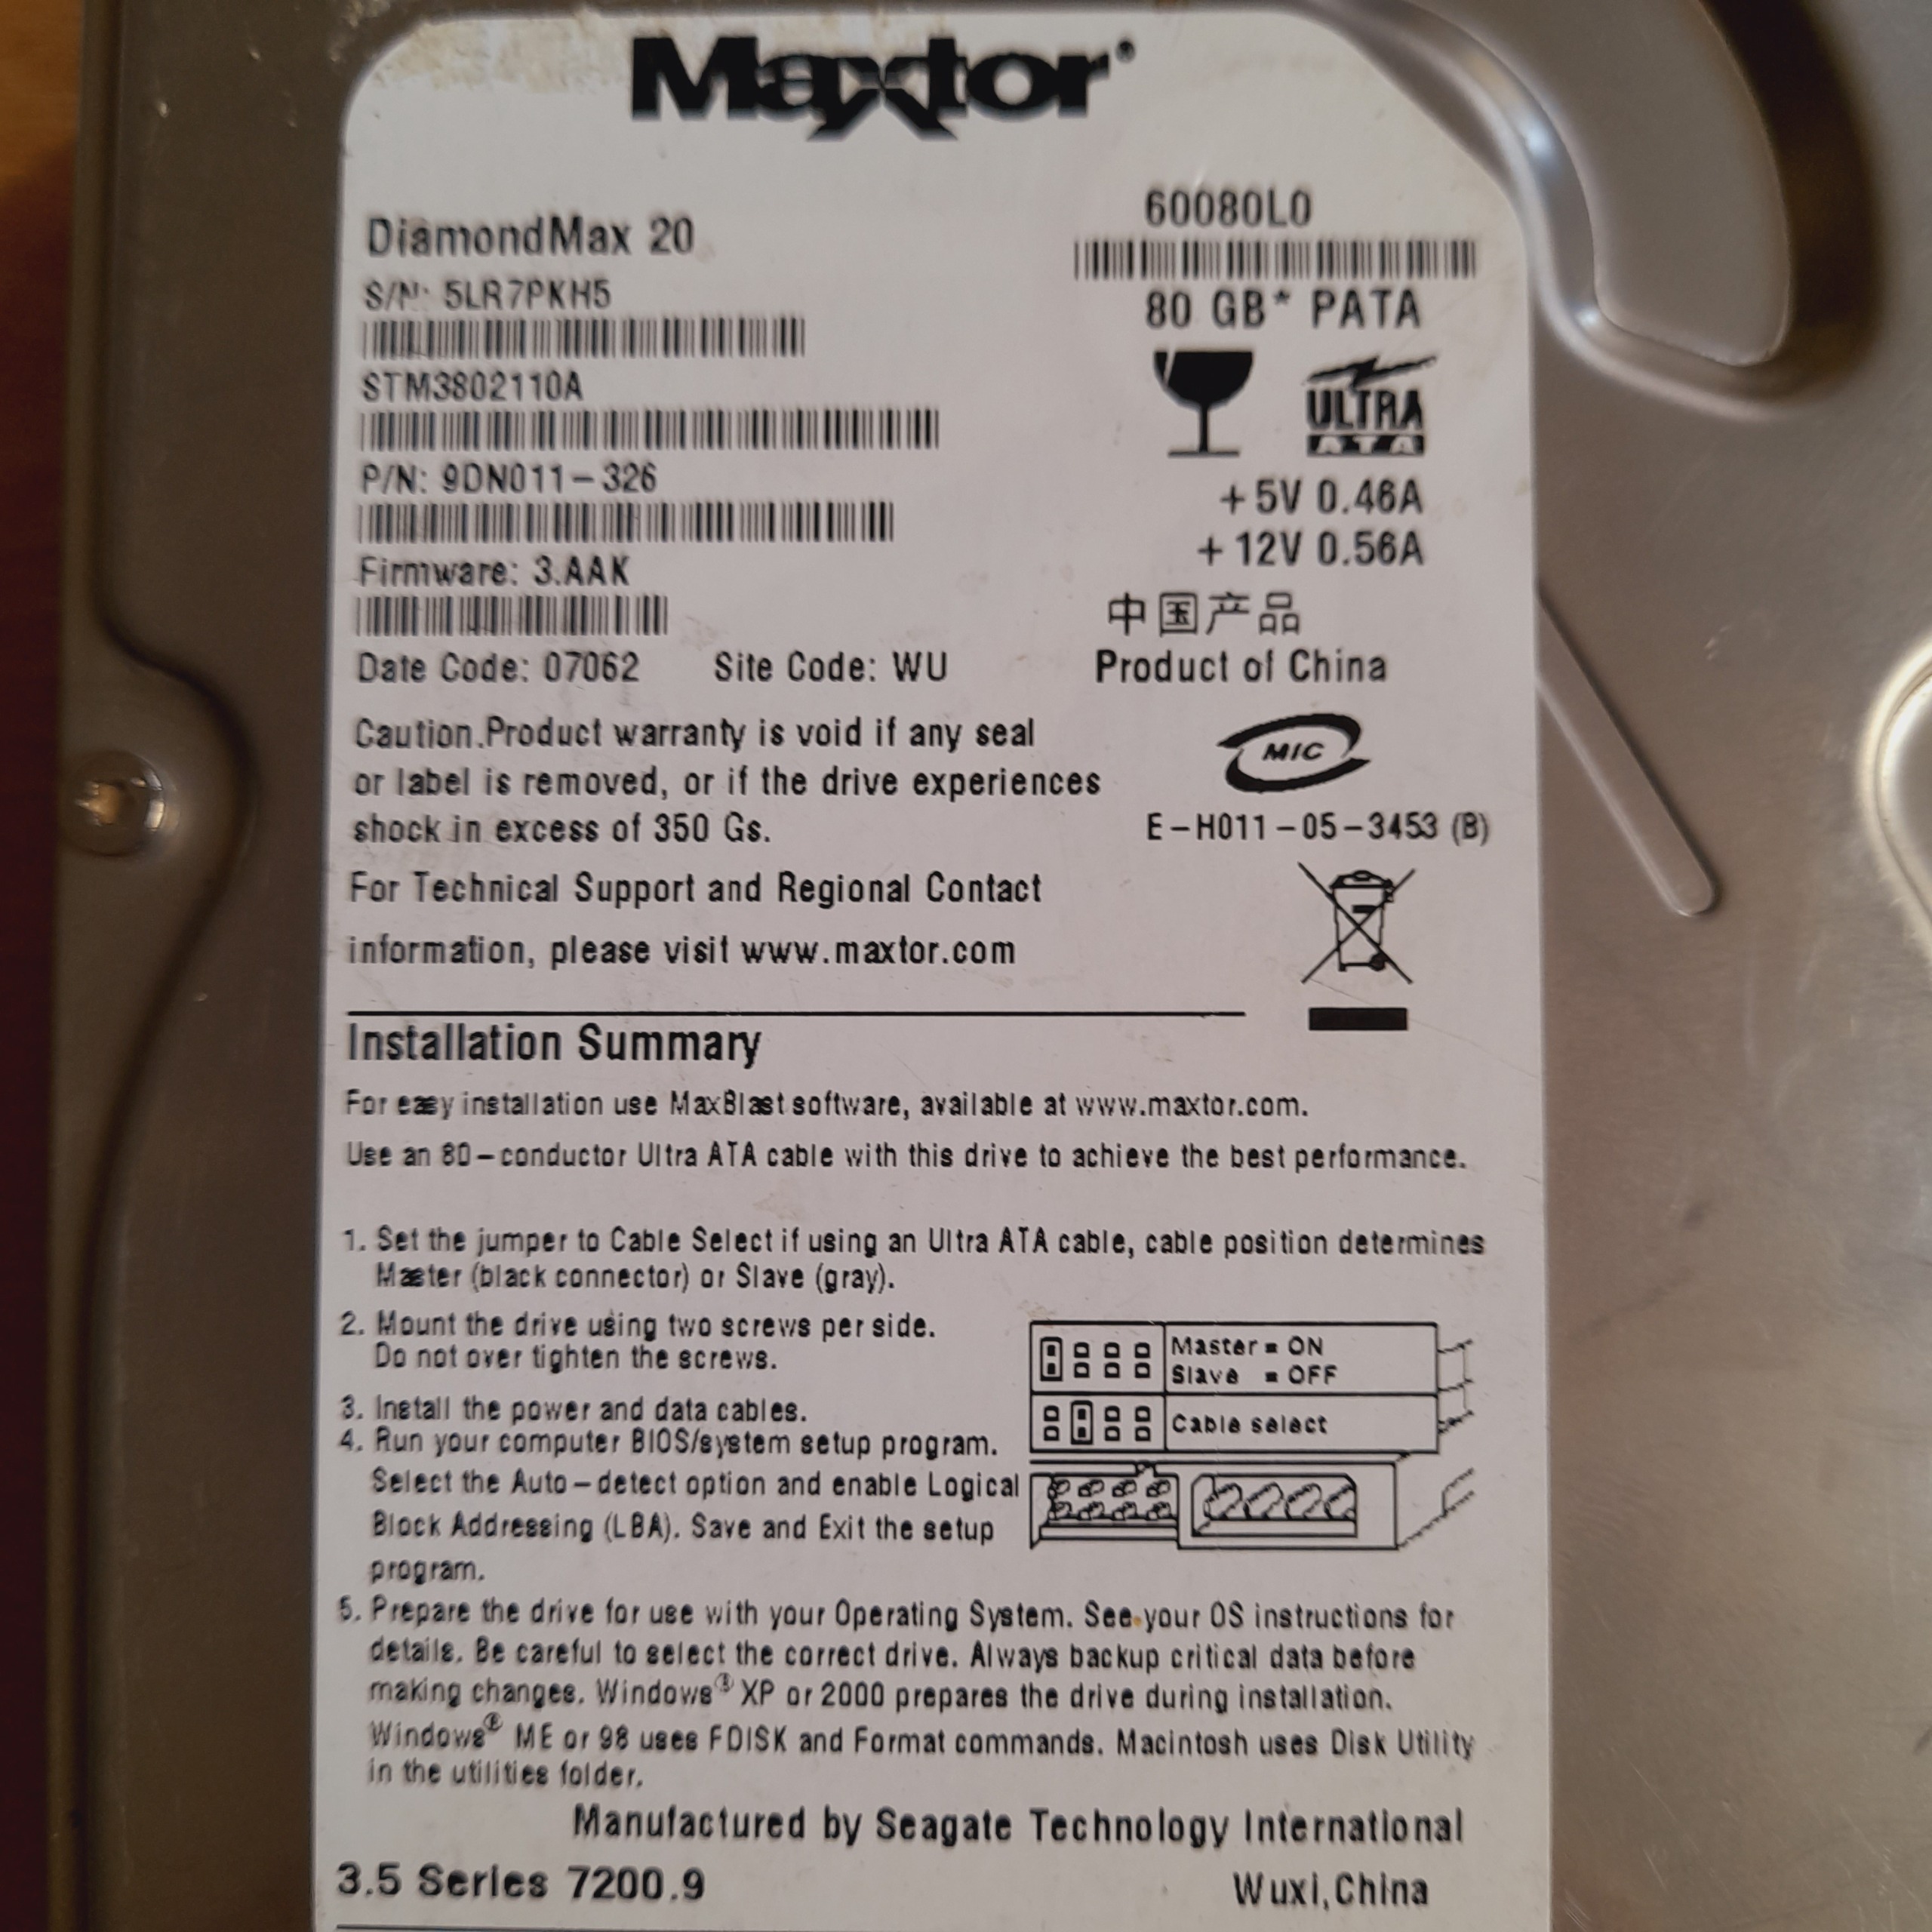 Maxtor®
DiamondMax 20
60080L0
S/N: 5LR7PKH5
80 GB* PATA
STM3802110A
ULTRA
ATA
P/N: 9DN011-326
+5V 0.46A
+12V 0.56A
Firmware: 3.AAK
中国产品
Date Code: 07062 Site Code: WU
Product of China
Caution.Product warranty is void if any seal
or label is removed, or if the drive experiences
shock in excess of 350 Gs.
MIC
E-H011-05-3453 (B)
For Technical Support and Regional Contact
information, please visit www.maxtor.com
Installation Summary
For easy installation use MaxBlast software, available at www.maxtor.com.
Use an 80-conductor Ultra ATA cable with this drive to achieve the best performance.
1. Set the jumper to Cable Select if using an Ultra ATA cable, cable position determines
Master (black connector) or Slave (gray).
2. Mount the drive using two screws per side.
Do not over tighten the screws.
3. Install the power and data cables.
4. Run your computer BIOS/system setup program.
Select the Auto-detect option and enable Logical
Block Addressing (LBA). Save and Exit the setup
program.
Master = ON
Slave = OFF
Cable select
5. Prepare the drive for use with your Operating System. See your OS instructions for
details. Be careful to select the correct drive. Always backup critical data before
making changes. Windows® XP or 2000 prepares the drive during installation.
Windows® ME or 98 uses FDISK and Format commands. Macintosh uses Disk Utility
in the utilities folder.
Manufactured by Seagate Technology International
3.5 Series 7200.9
Wuxi,China